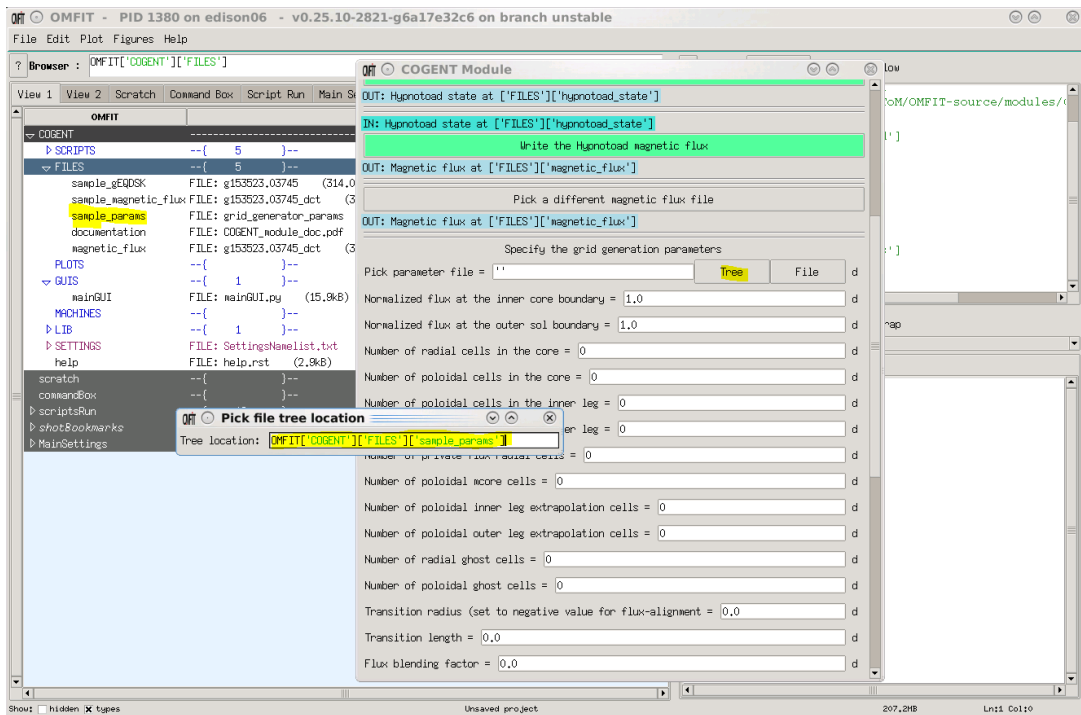 OMFIT - PID 1380 on edison06 - v0.25.10-2821-g6a17e32c6 on branch unstable
File Edit Plot Figures Help
? Browser : OMFIT['COGENT']['FILES']
View 1 View 2 Scratch Command Box Script Run Main S
OMFIT
COGENT
SCRIPTS --{ 5 }--
FILES --{ 5 }--
sample_gEQDSK FILE: g153523.03745 (314.0
sample_magnetic_flux FILE: g153523.03745_dct (3
sample_params FILE: grid_generator_params
documentation FILE: COGENT_module_doc.pdf
magnetic_flux FILE: g153523.03745_dct (3
PLOTS --{ }--
GUIS --{ 1 }--
mainGUI FILE: mainGUI.py (15.9kB)
MACHINES --{ }--
LIB --{ 1 }--
SETTINGS FILE: SettingsNamelist.txt
help FILE: help.rst (2.9kB)
scratch --{ }--
commandBox --{ }--
scriptsRun
shotBookmarks
MainSettings
COGENT Module
OUT: Hypnotoad state at ['FILES']['hypnotoad_state']
IN: Hypnotoad state at ['FILES']['hypnotoad_state']
Write the Hypnotoad magnetic flux
OUT: Magnetic flux at ['FILES']['magnetic_flux']
Pick a different magnetic flux file
OUT: Magnetic flux at ['FILES']['magnetic_flux']
Specify the grid generation parameters
Pick parameter file = '' Tree File d
Normalized flux at the inner core boundary = 1.0 d
Normalized flux at the outer sol boundary = 1.0 d
Number of radial cells in the core = 0 d
Number of poloidal cells in the core = 0 d
Number of poloidal cells in the inner leg = 0 d
er leg = 0 d
Number of private flux radial cells = 0 d
Number of poloidal mcore cells = 0 d
Number of poloidal inner leg extrapolation cells = 0 d
Number of poloidal outer leg extrapolation cells = 0 d
Number of radial ghost cells = 0 d
Number of poloidal ghost cells = 0 d
Transition radius (set to negative value for flux-alignment = 0.0 d
Transition length = 0.0 d
Flux blending factor = 0.0 d
Pick file tree location
Tree location: OMFIT['COGENT']['FILES']['sample_params']
low
ToM/OMFIT-source/modules/
']
']
rap
Show: hidden x types Unsaved project 207.2MB Ln:1 Col:0